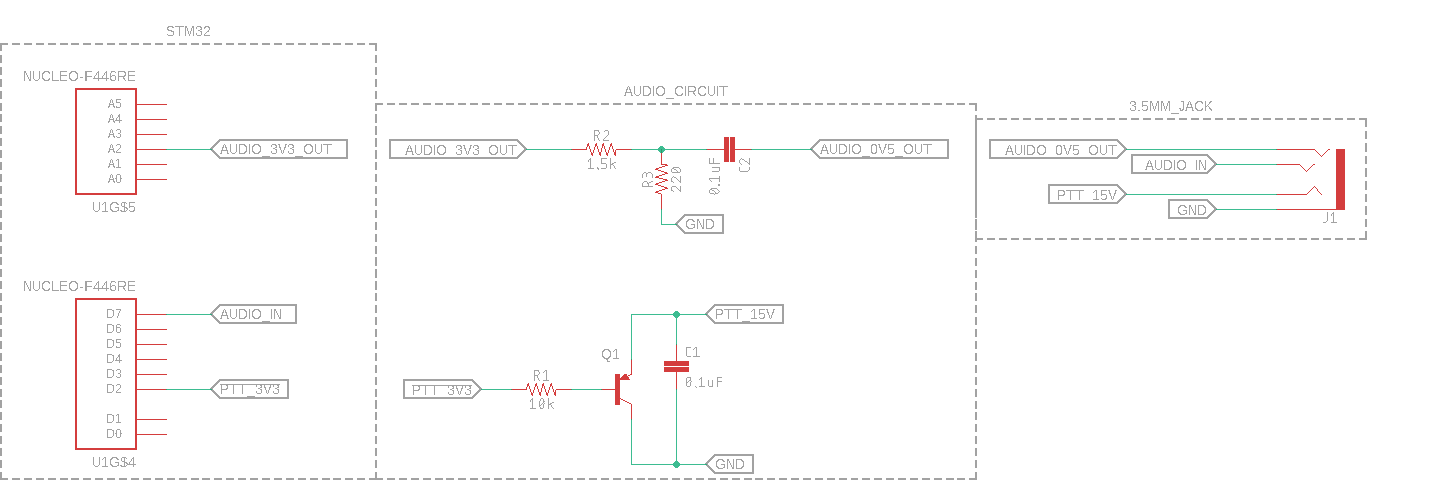 STM32
NUCLEO-F446RE
A5
A4
A3
A2
A1
A0
AUDIO_3V3_OUT
U1G$5
NUCLEO-F446RE
D7
D6
D5
D4
D3
D2
D1
D0
AUDIO_IN
PTT_3V3
U1G$4
AUDIO_CIRCUIT
AUDIO_3V3_OUT
R2
1.5k
R3
220
0.1uF
C2
AUDIO_0V5_OUT
GND
PTT_3V3
R1
10k
Q1
PTT_15V
C1
0.1uF
GND
3.5MM_JACK
AUIDO_0V5_OUT
AUDIO_IN
PTT_15V
GND
J1